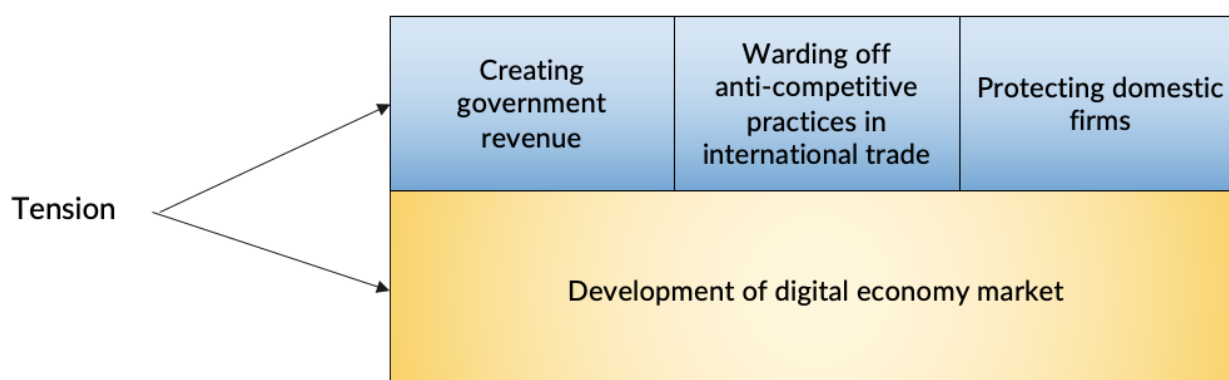 Creating
government
revenue
Warding off
anti-competitive
practices in
international trade
Protecting domestic
firms
Tension
Development of digital economy market